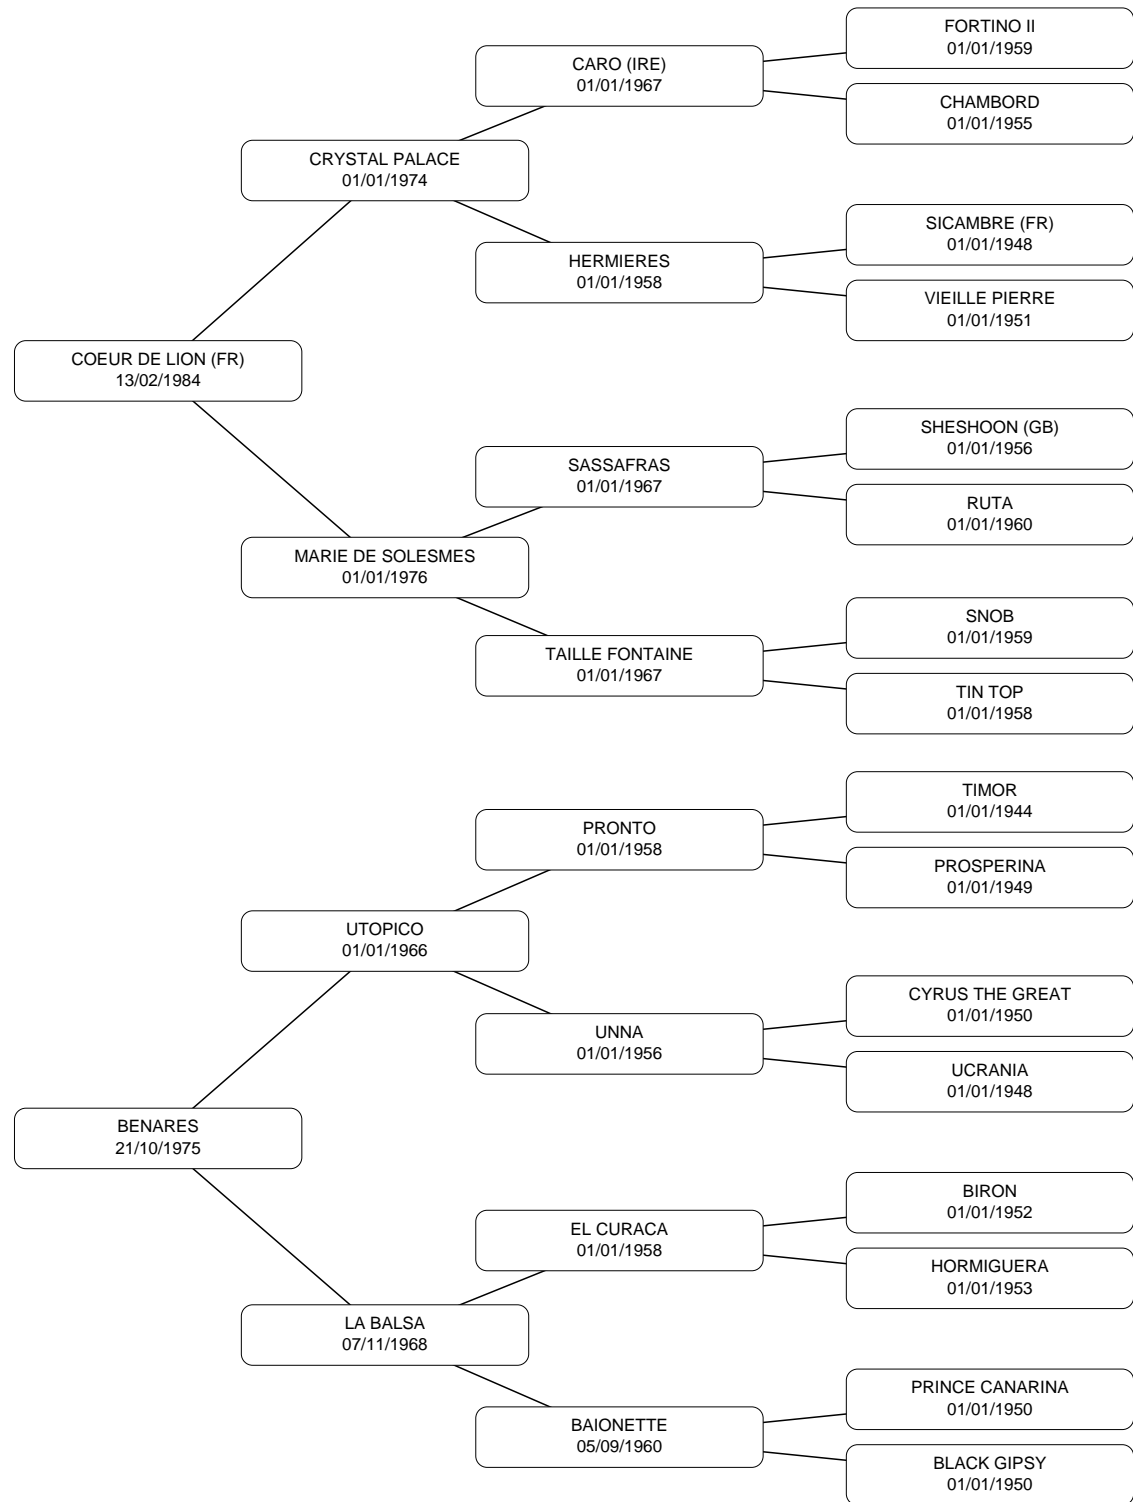 FORTINO II
01/01/1959
CARO (IRE)
01/01/1967
CHAMBORD
01/01/1955
CRYSTAL PALACE
01/01/1974
SICAMBRE (FR)
01/01/1948
HERMIERES
01/01/1958
VIEILLE PIERRE
01/01/1951
COEUR DE LION (FR)
13/02/1984
SHESHOON (GB)
01/01/1956
SASSAFRAS
01/01/1967
RUTA
01/01/1960
MARIE DE SOLESMES
01/01/1976
SNOB
01/01/1959
TAILLE FONTAINE
01/01/1967
TIN TOP
01/01/1958
TIMOR
01/01/1944
PRONTO
01/01/1958
PROSPERINA
01/01/1949
UTOPICO
01/01/1966
CYRUS THE GREAT
01/01/1950
UNNA
01/01/1956
UCRANIA
01/01/1948
BENARES
21/10/1975
BIRON
01/01/1952
EL CURACA
01/01/1958
HORMIGUERA
01/01/1953
LA BALSA
07/11/1968
PRINCE CANARINA
01/01/1950
BAIONETTE
05/09/1960
BLACK GIPSY
01/01/1950